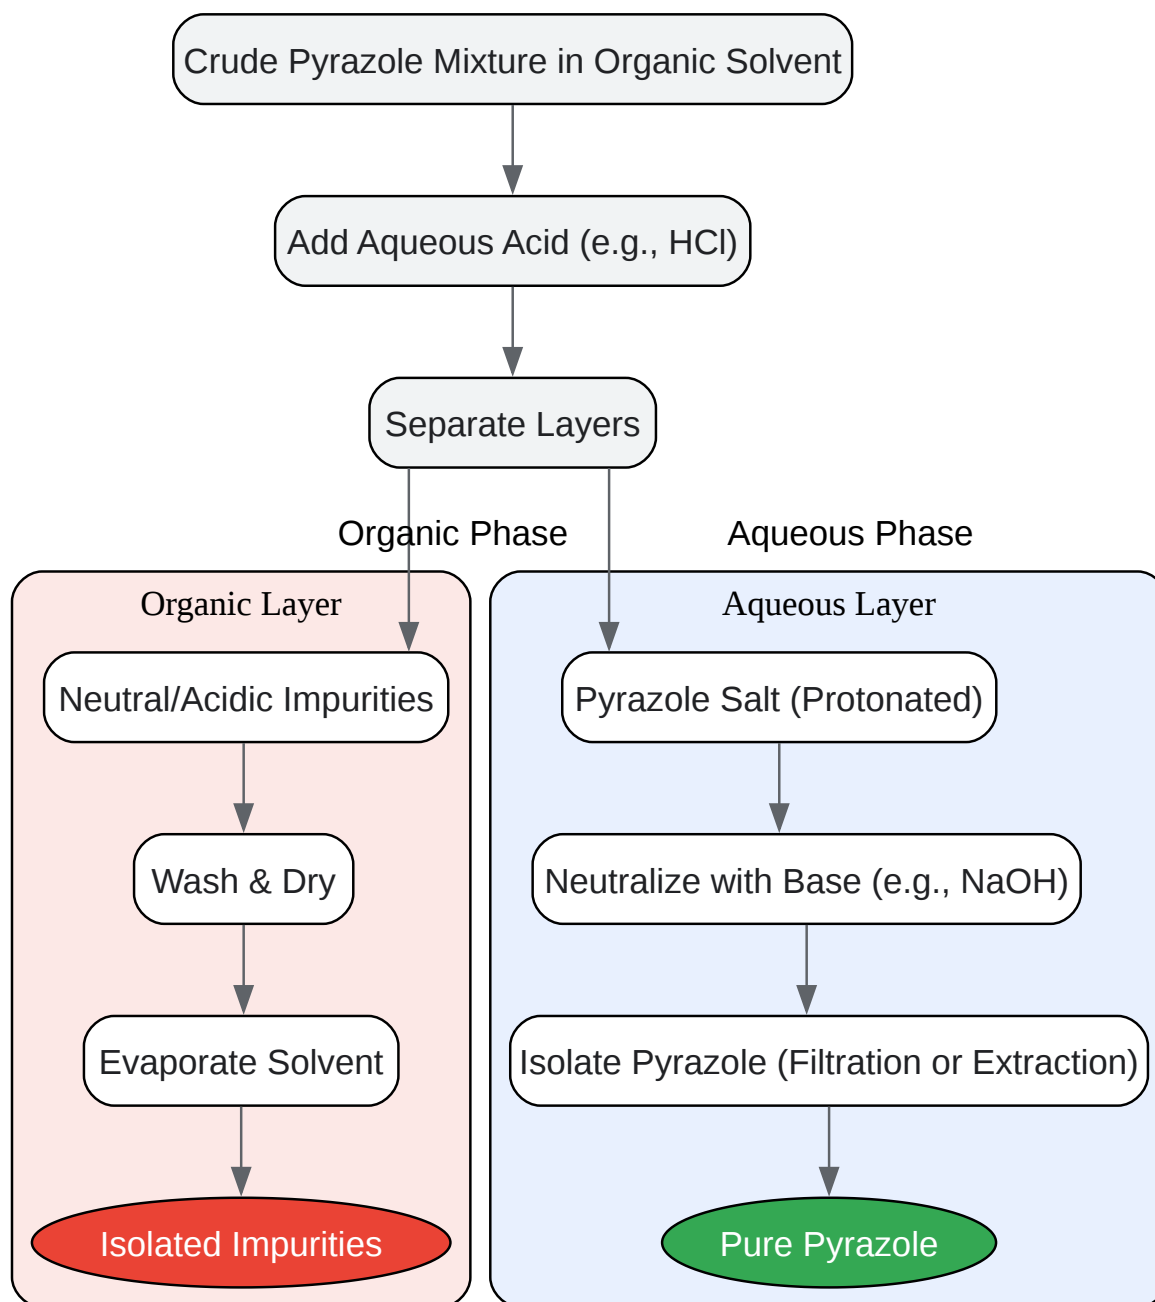 Crude Pyrazole Mixture in Organic Solvent
Add Aqueous Acid (e.g., HCl)
Separate Layers
Organic Phase
Aqueous Phase
Organic Layer
Neutral/Acidic Impurities
Wash & Dry
Evaporate Solvent
Isolated Impurities
Aqueous Layer
Pyrazole Salt (Protonated)
Neutralize with Base (e.g., NaOH)
Isolate Pyrazole (Filtration or Extraction)
Pure Pyrazole